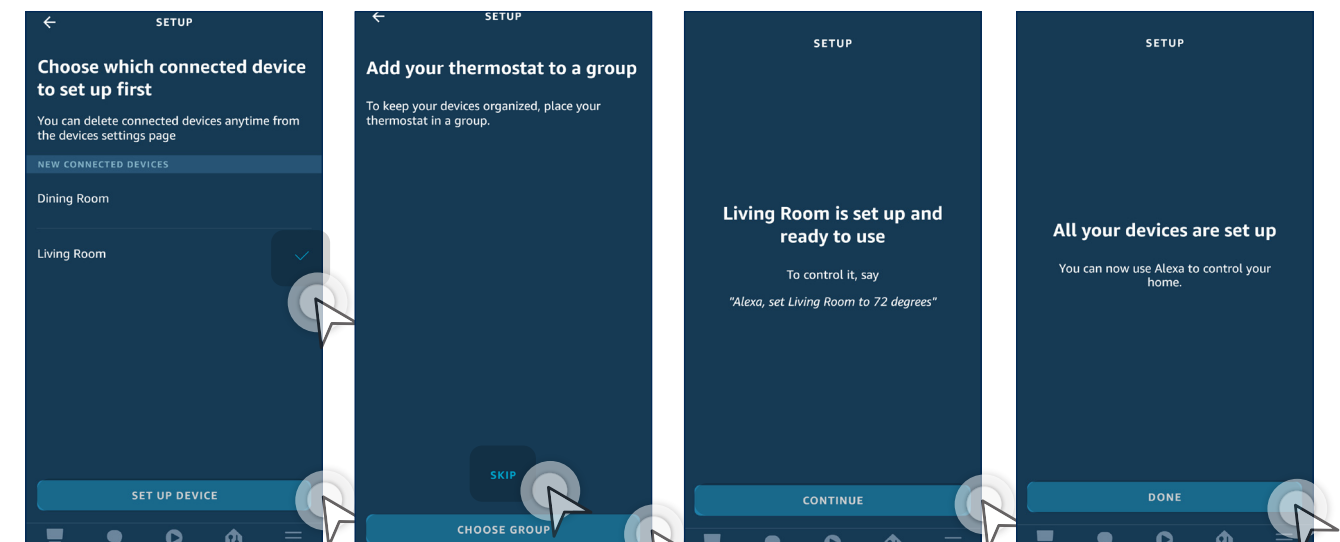 SETUP
Choose which connected device
to set up first
You can delete connected devices anytime from
the devices settings page
NEW CONNECTED DEVICES
Dining Room
Living Room
SET UP DEVICE
SETUP
Add your thermostat to a group
To keep your devices organized, place your
thermostat in a group.
SKIP
CHOOSE GROUP
SETUP
Living Room is set up and
ready to use
To control it, say
"Alexa, set Living Room to 72 degrees"
CONTINUE
SETUP
All your devices are set up
You can now use Alexa to control your
home.
DONE